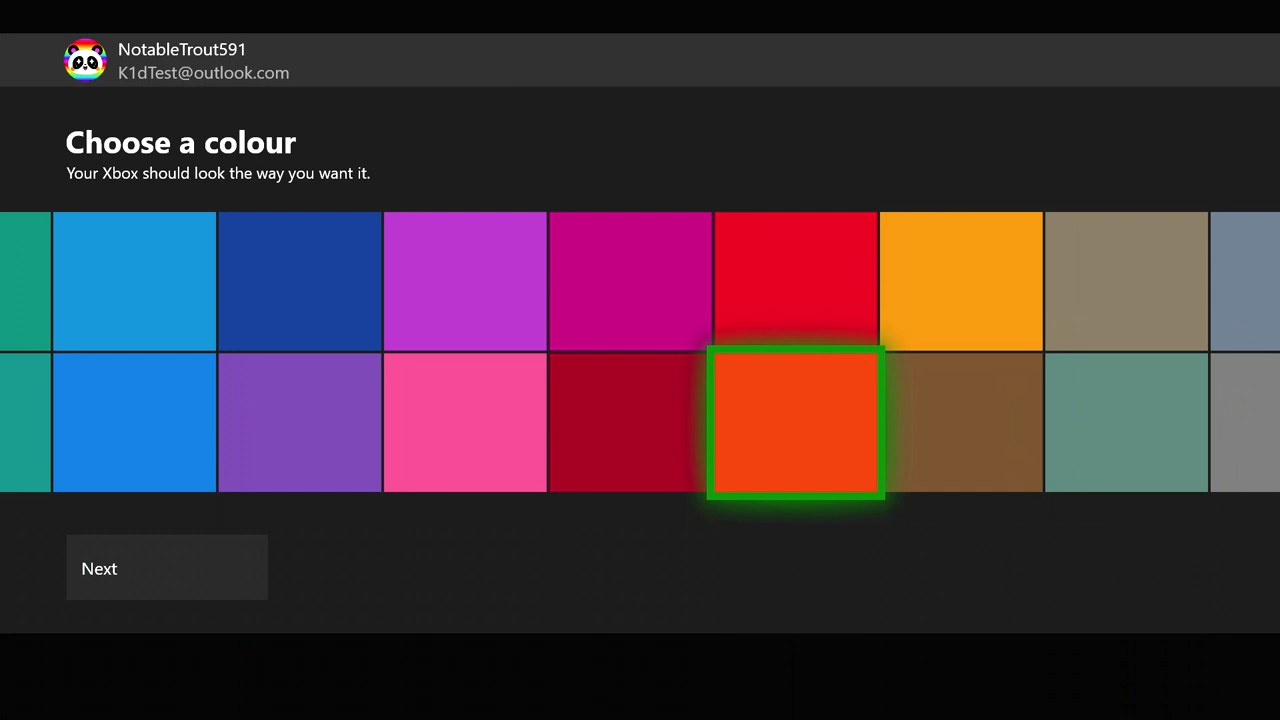 NotableTrout591
K1dTest@outlook.com
Choose a colour
Your Xbox should look the way you want it.
Next